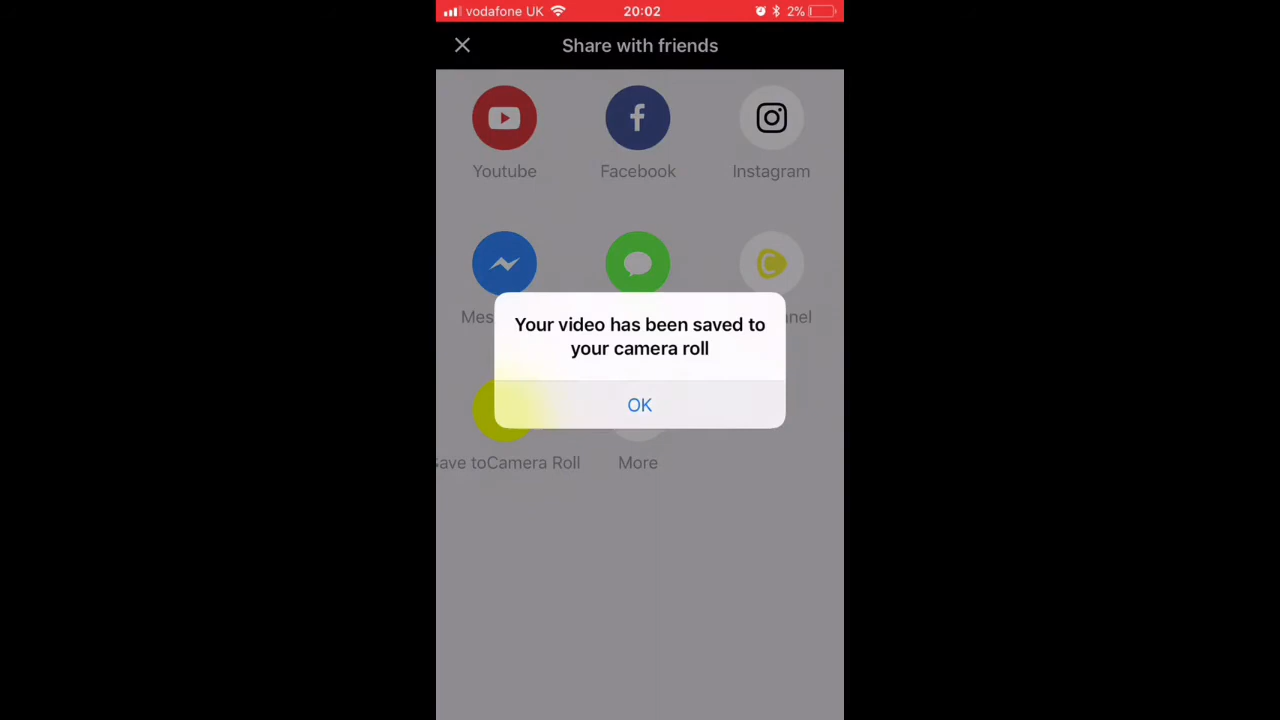 vodafone UK 20:02 2%
Share with friends
Youtube Facebook Instagram
Your video has been saved to
your camera roll
OK
toCamera Roll More